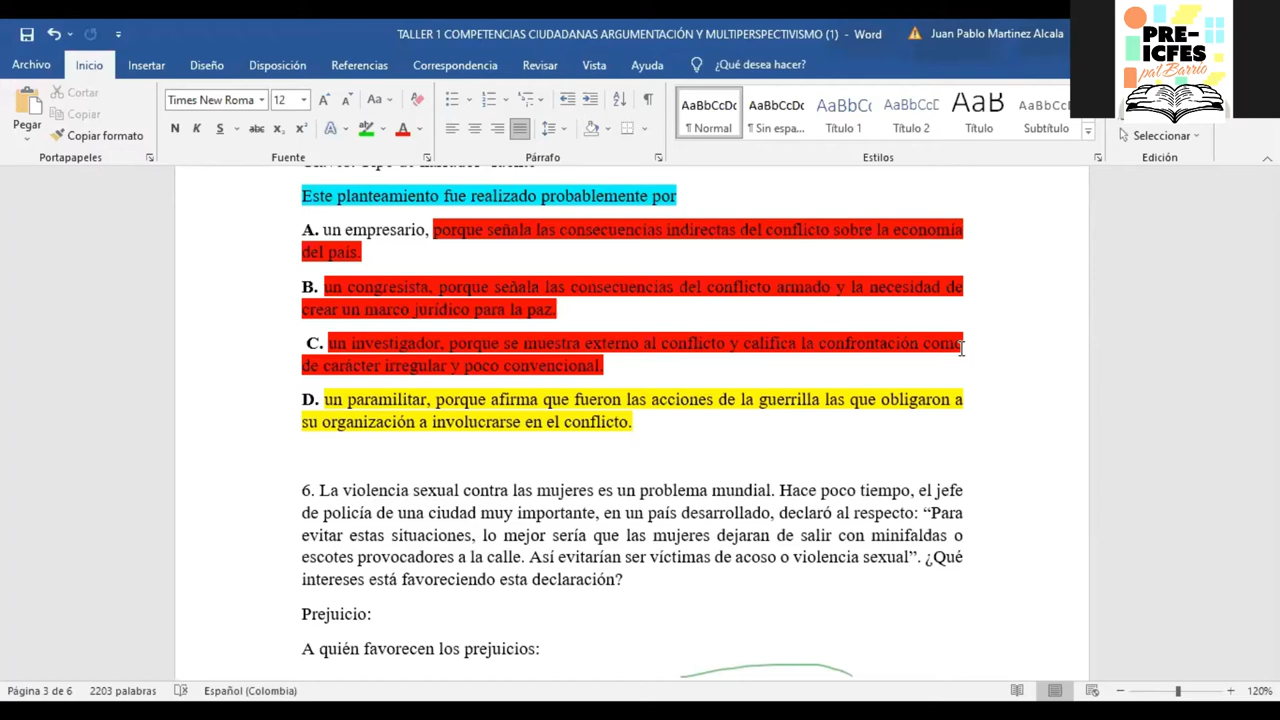 TALLER 1 COMPETENCIAS CIUDADANAS ARGUMENTACIÓN Y MULTIPERSPECTIVISMO (1) - Word
Juan Pablo Martinez Alcala
PRE-
ICFES
pal Barrio
Archivo Inicio Insertar Diseño Disposición Referencias Correspondencia Revisar Vista Ayuda ¿Qué desea hacer?
Pegar
Cortar
Copiar
Copiar formato
Portapapeles
Times New Roma 12
Aa
N K S abc x₂ x² A A
Fuente
Párrafo
AaBbCcDc AaBbCcDc AaBbCcD AaBbCcD AaB AaBbCcD
¶ Normal ¶ Sin espa... Título 1 Título 2 Título Subtítulo
Estilos
Seleccionar
Edición
Este planteamiento fue realizado probablemente por
A. un empresario, porque señala las consecuencias indirectas del conflicto sobre la economía
del país.
B. un congresista, porque señala las consecuencias del conflicto armado y la necesidad de
crear un marco jurídico para la paz.
C. un investigador, porque se muestra externo al conflicto y califica la confrontación como
de carácter irregular y poco convencional.
D. un paramilitar, porque afirma que fueron las acciones de la guerrilla las que obligaron a
su organización a involucrarse en el conflicto.
6. La violencia sexual contra las mujeres es un problema mundial. Hace poco tiempo, el jefe
de policía de una ciudad muy importante, en un país desarrollado, declaró al respecto: “Para
evitar estas situaciones, lo mejor sería que las mujeres dejaran de salir con minifaldas o
escotes provocadores a la calle. Así evitarían ser víctimas de acoso o violencia sexual”. ¿Qué
intereses está favoreciendo esta declaración?
Prejuicio:
A quién favorecen los prejuicios:
Página 3 de 6 2203 palabras Español (Colombia) 120%